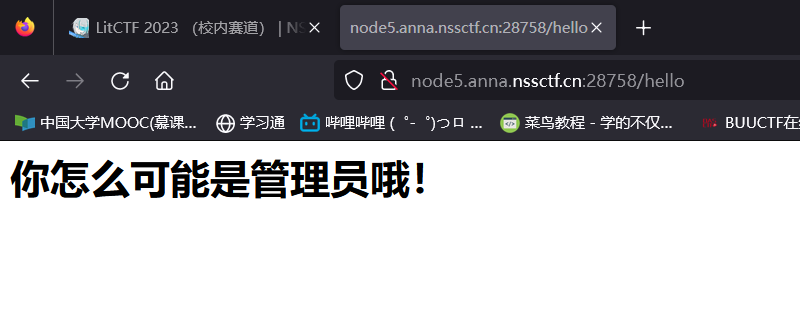 LitCTF 2023 （校内赛道） | NS
node5.anna.nssctf.cn:28758/hello
node5.anna.nssctf.cn:28758/hello
中国大学MOOC(慕课...
学习通
哔哩哔哩 ( ゜- ゜)つロ ...
菜鸟教程 - 学的不仅...
BUUCTF在
你怎么可能是管理员哦！